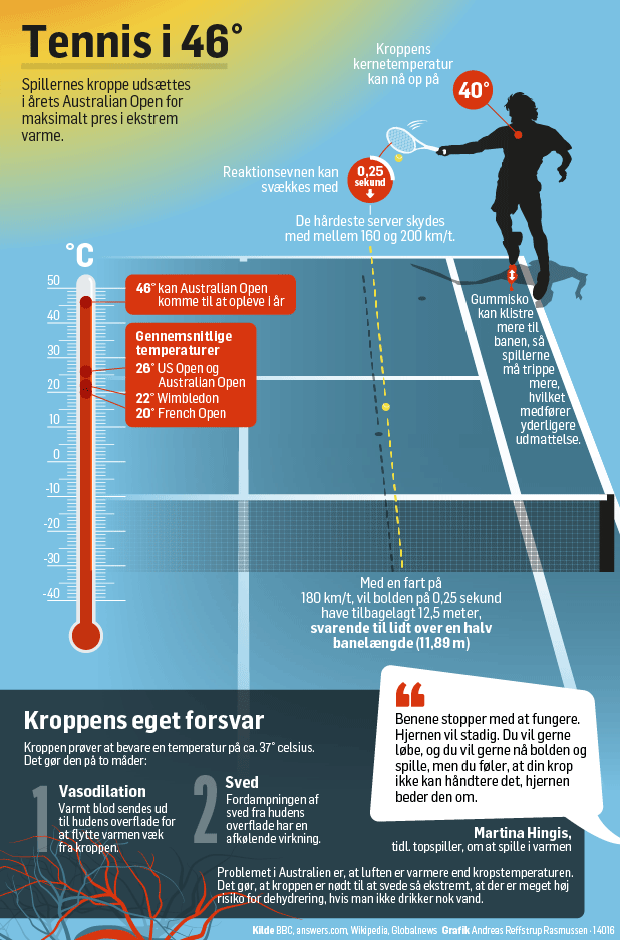 Tennis i 46°
Spillernes kroppe udsættes
i årets Australian Open for
maksimalt pres i ekstrem
varme.
Kroppens
kernetemperatur
kan nå op på
40°
Reaktionsevnen kan
svækkes med
0,25
sekund
De hårdeste server skydes
med mellem 160 og 200 km/t.
°C
50
40
30
20
10
0
-10
-20
-30
-40
46° kan Australian Open
komme til at opleve i år
Gennemsnitlige
temperaturer
26° US Open og
Australian Open
22° Wimbledon
20° French Open
Gummisko
kan klistre
mere til
banen, så
spillerne
må trippe
mere,
hvilket
medfører
yderligere
udmattelse.
Med en fart på
180 km/t, vil bolden på 0,25 sekund
have tilbagelagt 12,5 meter,
svarende til lidt over en halv
banelængde (11,89 m)
Kroppens eget forsvar
Kroppen prøver at bevare en temperatur på ca. 37° celsius.
Det gør den på to måder:
1
Vasodilation
Varmt blod sendes ud
til hudens overflade for
at flytte varmen væk
fra kroppen.
2
Sved
Fordampningen af
sved fra hudens
overflade har en
afkølende virkning.
“
Benene stopper med at fungere.
Hjernen vil stadig. Du vil gerne
løbe, og du vil gerne nå bolden og
spille, men du føler, at din krop
ikke kan håndtere det, hjernen
beder den om.
Martina Hingis,
tidl. topspiller, om at spille i varmen
Problemet i Australien er, at luften er varmere end kropstemperaturen.
Det gør, at kroppen er nødt til at svede så ekstremt, at der er meget høj
risiko for dehydrering, hvis man ikke drikker nok vand.
Kilde BBC, answers.com, Wikipedia, Globalnews Grafik Andreas Reffstrup Rasmussen · 14016